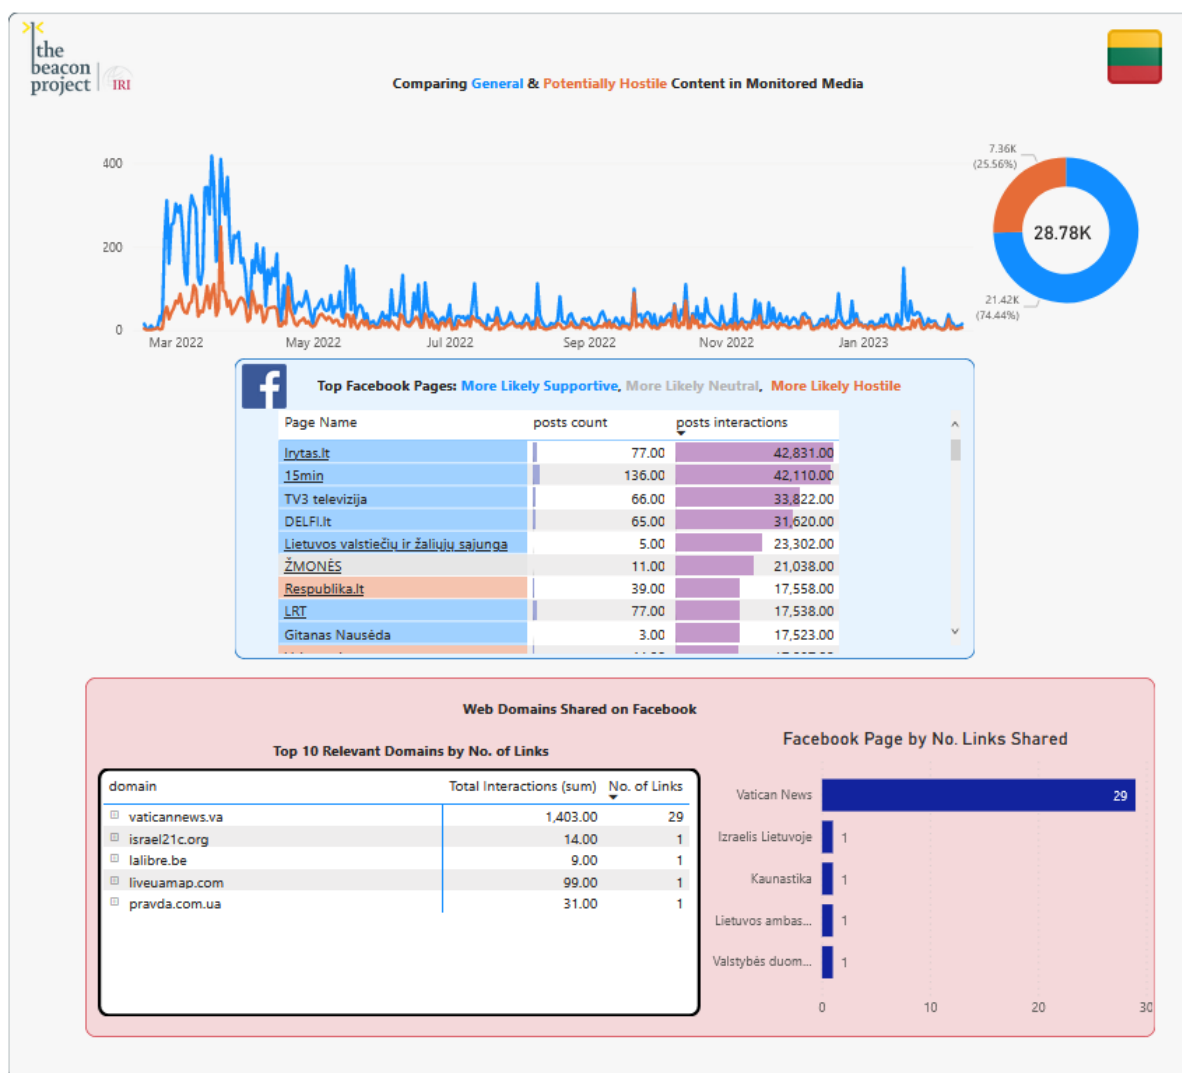 the
beacon
project
IRI
Comparing General & Potentially Hostile Content in Monitored Media
400
200
0
Mar 2022 May 2022 Jul 2022 Sep 2022 Nov 2022 Jan 2023
7.36K
(25.56%)
28.78K
21.42K
(74.44%)
Top Facebook Pages: More Likely Supportive, More Likely Neutral, More Likely Hostile
Page Name posts count posts interactions
lrytas.lt 77.00 42,831.00
15min 136.00 42,110.00
TV3 televizija 66.00 33,822.00
DELFI.lt 65.00 31,620.00
Lietuvos valstiečių ir žaliųjų sąjunga 5.00 23,302.00
ŽMONĖS 11.00 21,038.00
Respublika.lt 39.00 17,558.00
LRT 77.00 17,538.00
Gitanas Nausėda 3.00 17,523.00
Web Domains Shared on Facebook
Top 10 Relevant Domains by No. of Links
domain Total Interactions (sum) No. of Links
vaticannews.va 1,403.00 29
israel21c.org 14.00 1
lalibre.be 9.00 1
liveuamap.com 99.00 1
pravda.com.ua 31.00 1
Facebook Page by No. Links Shared
Vatican News 29
Izraelis Lietuvoje 1
Kaunastika 1
Lietuvos ambas... 1
Valstybės duom... 1
0 10 20 30